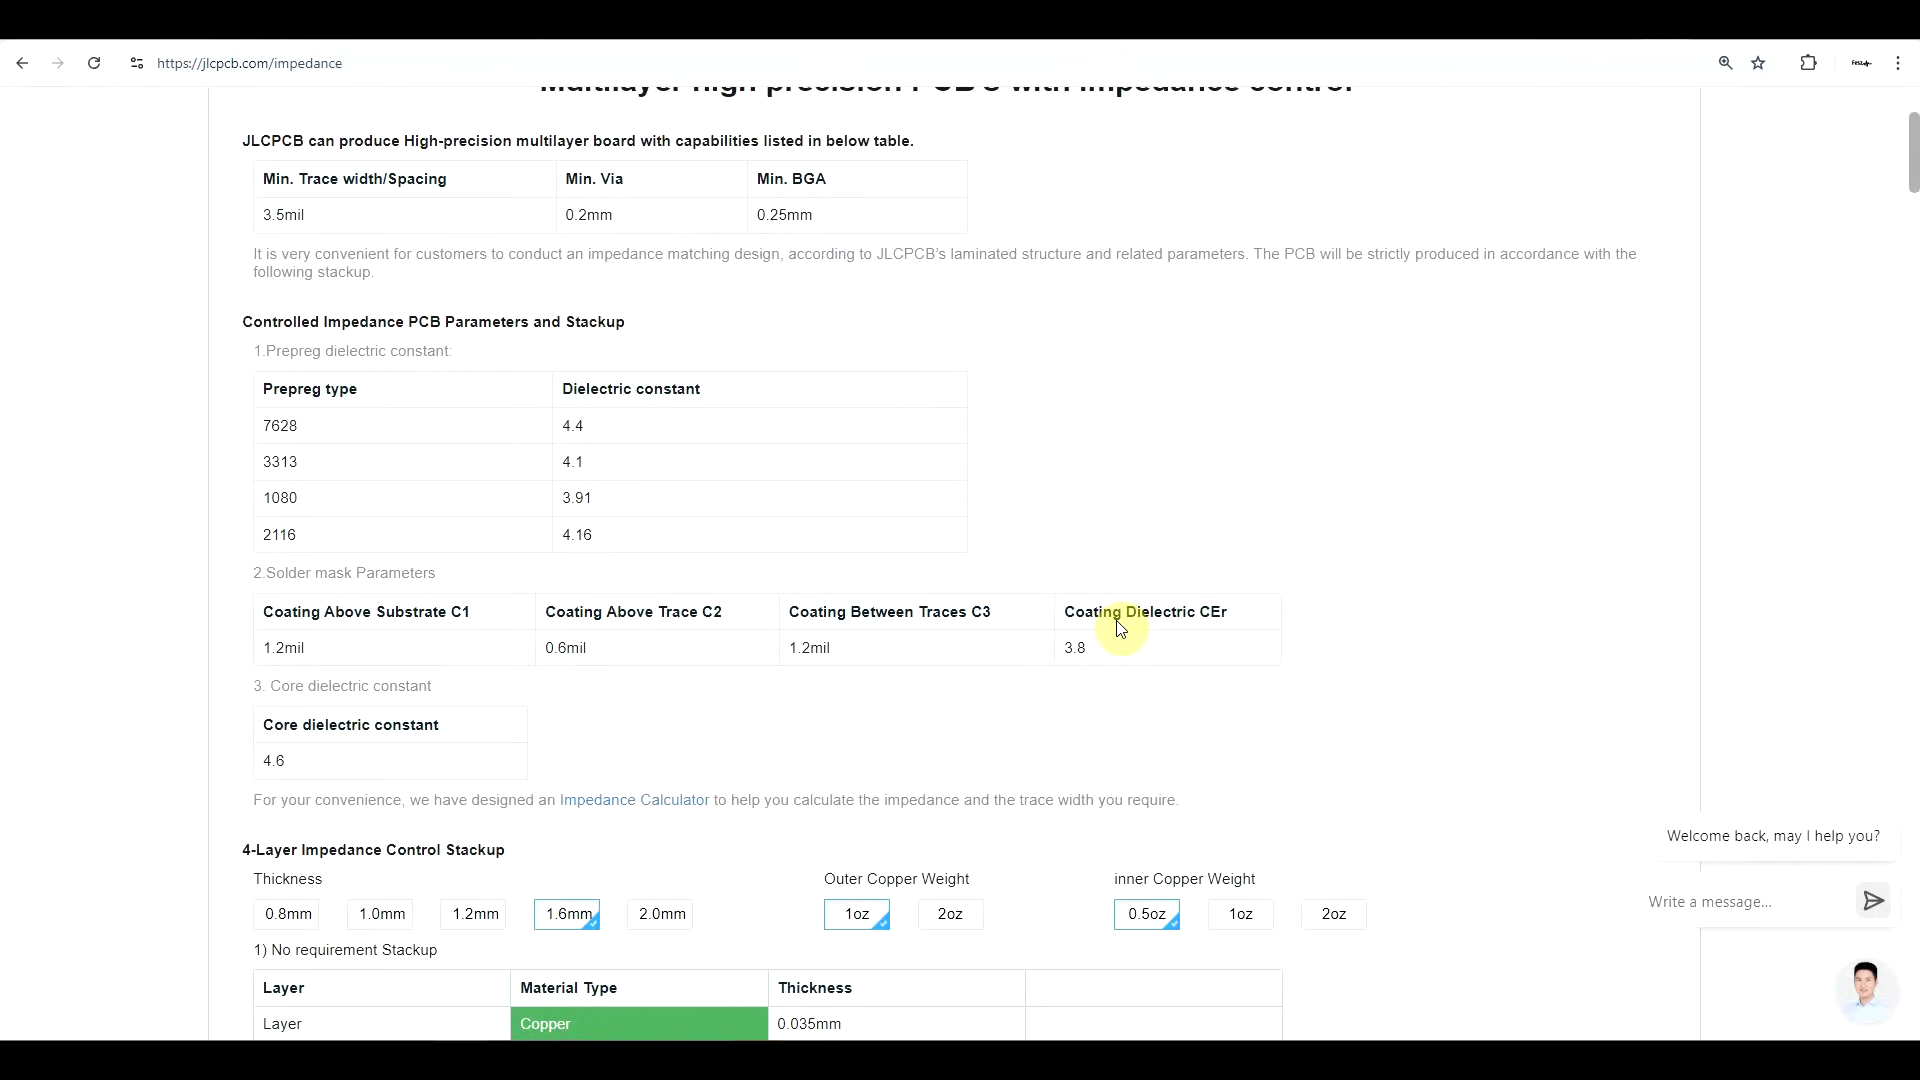 https://jlcpcb.com/impedance
Multilayer high precision PCB's with impedance control
JLCPCB can produce High-precision multilayer board with capabilities listed in below table.
Min. Trace width/Spacing Min. Via Min. BGA
3.5mil 0.2mm 0.25mm
It is very convenient for customers to conduct an impedance matching design, according to JLCPCB's laminated structure and related parameters. The PCB will be strictly produced in accordance with the
following stackup.
Controlled Impedance PCB Parameters and Stackup
1.Prepreg dielectric constant:
Prepreg type Dielectric constant
7628 4.4
3313 4.1
1080 3.91
2116 4.16
2.Solder mask Parameters
Coating Above Substrate C1 Coating Above Trace C2 Coating Between Traces C3 Coating Dielectric CEr
1.2mil 0.6mil 1.2mil 3.8
3. Core dielectric constant
Core dielectric constant
4.6
For your convenience, we have designed an Impedance Calculator to help you calculate the impedance and the trace width you require.
Welcome back, may I help you?
4-Layer Impedance Control Stackup
Thickness Outer Copper Weight inner Copper Weight
Write a message...
0.8mm 1.0mm 1.2mm 1.6mm 2.0mm 1oz 2oz 0.5oz 1oz 2oz
1) No requirement Stackup
Layer Material Type Thickness
Layer Copper 0.035mm